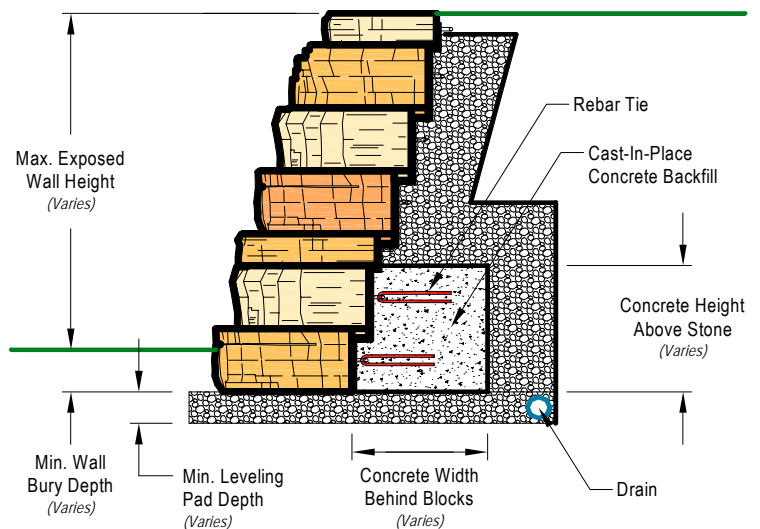 Rebar Tie
Cast-In-Place
Concrete Backfill
Max. Exposed
Wall Height
(Varies)
Concrete Height
Above Stone
(Varies)
Min. Wall
Bury Depth
(Varies)
Min. Leveling
Pad Depth
(Varies)
Concrete Width
Behind Blocks
(Varies)
Drain